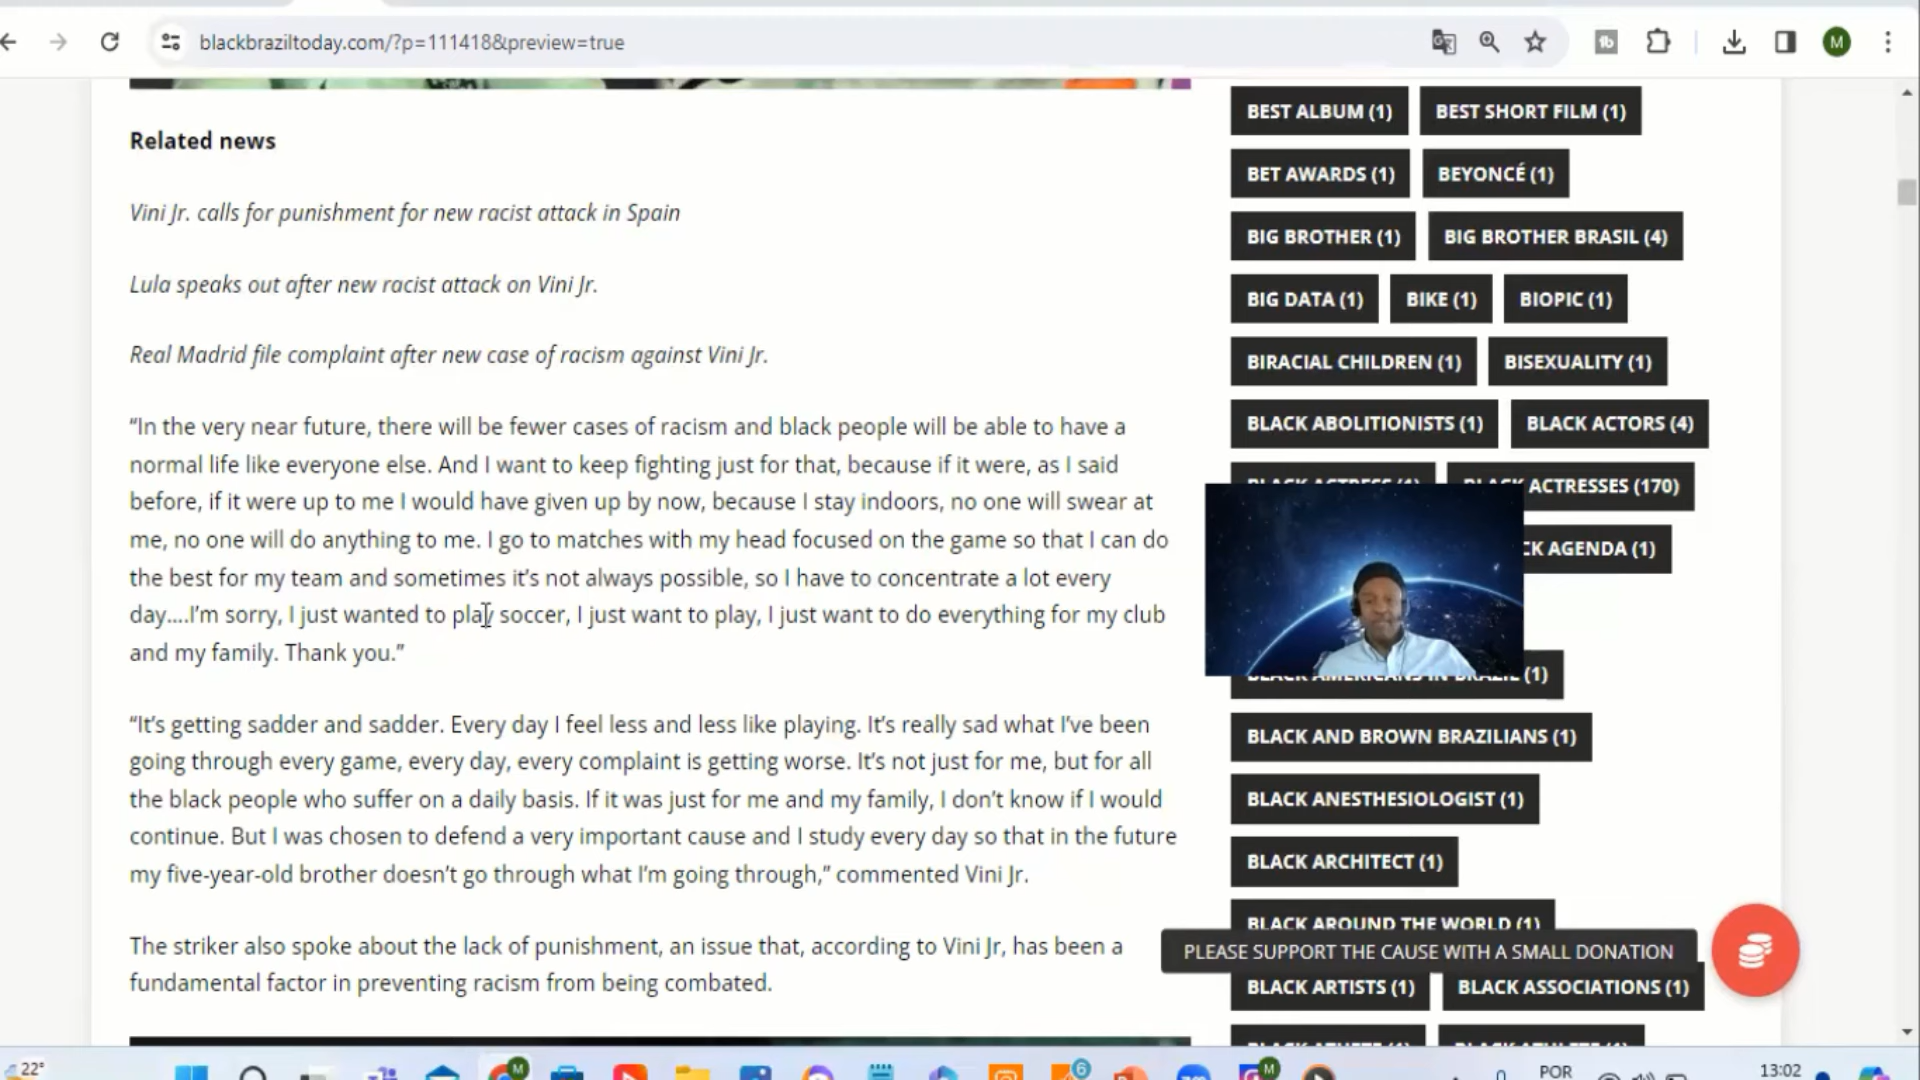 blackbraziltoday.com/?p=111418&preview=true
M
Related news
Vini Jr. calls for punishment for new racist attack in Spain
Lula speaks out after new racist attack on Vini Jr.
Real Madrid file complaint after new case of racism against Vini Jr.
“In the very near future, there will be fewer cases of racism and black people will be able to have a
normal life like everyone else. And I want to keep fighting just for that, because if it were, as I said
before, if it were up to me I would have given up by now, because I stay indoors, no one will swear at
me, no one will do anything to me. I go to matches with my head focused on the game so that I can do
the best for my team and sometimes it’s not always possible, so I have to concentrate a lot every
day....I’m sorry, I just wanted to play soccer, I just want to play, I just want to do everything for my club
and my family. Thank you.”
“It’s getting sadder and sadder. Every day I feel less and less like playing. It’s really sad what I’ve been
going through every game, every day, every complaint is getting worse. It’s not just for me, but for all
the black people who suffer on a daily basis. If it was just for me and my family, I don’t know if I would
continue. But I was chosen to defend a very important cause and I study every day so that in the future
my five-year-old brother doesn’t go through what I’m going through,” commented Vini Jr.
The striker also spoke about the lack of punishment, an issue that, according to Vini Jr, has been a
fundamental factor in preventing racism from being combated.
BEST ALBUM (1) BEST SHORT FILM (1)
BET AWARDS (1) BEYONCÉ (1)
BIG BROTHER (1) BIG BROTHER BRASIL (4)
BIG DATA (1) BIKE (1) BIOPIC (1)
BIRACIAL CHILDREN (1) BISEXUALITY (1)
BLACK ABOLITIONISTS (1) BLACK ACTORS (4)
BLACK ACTRESS (1) BLACK ACTRESSES (170)
CK AGENDA (1)
BLACK AMERICANS IN BRAZIL (1)
BLACK AND BROWN BRAZILIANS (1)
BLACK ANESTHESIOLOGIST (1)
BLACK ARCHITECT (1)
BLACK AROUND THE WORLD (1)
PLEASE SUPPORT THE CAUSE WITH A SMALL DONATION
BLACK ARTISTS (1) BLACK ASSOCIATIONS (1)
22°
POR
13:02